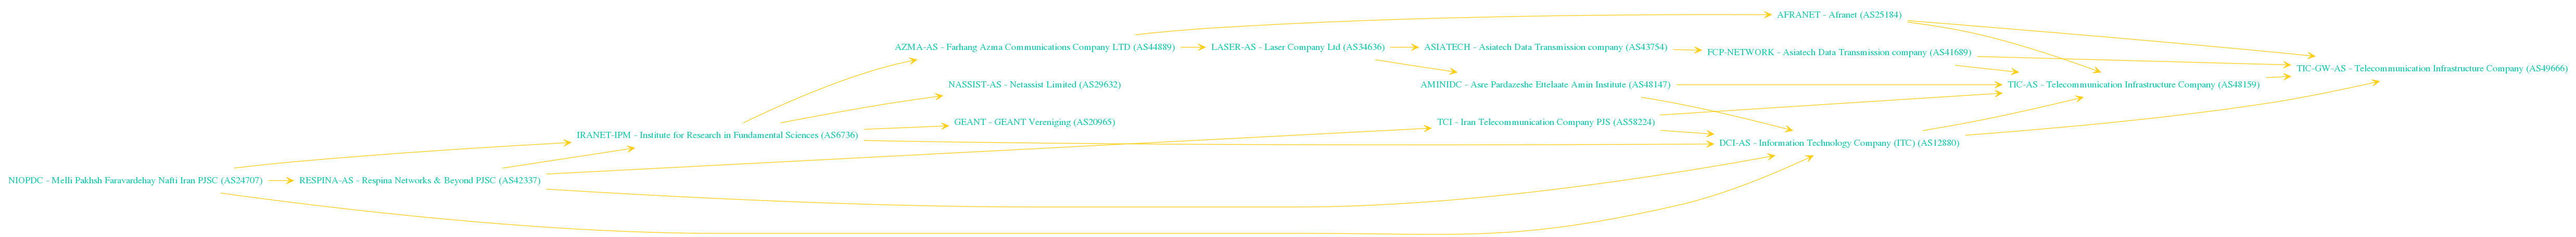 AFRANET - Afranet (AS25184)
AZMA-AS - Farhang Azma Communications Company LTD (AS44889)
LASER-AS - Laser Company Ltd (AS34636)
ASIATECH - Asiatech Data Transmission company (AS43754)
FCP-NETWORK - Asiatech Data Transmission company (AS41689)
TIC-GW-AS - Telecommunication Infrastructure Company (AS49666)
NASSIST-AS - Netassist Limited (AS29632)
AMINIDC - Asre Pardazeshe Ettelaate Amin Institute (AS48147)
TIC-AS - Telecommunication Infrastructure Company (AS48159)
GEANT - GEANT Vereniging (AS20965)
TCI - Iran Telecommunication Company PJS (AS58224)
IRANET-IPM - Institute for Research in Fundamental Sciences (AS6736)
DCI-AS - Information Technology Company (ITC) (AS12880)
NIOPDC - Melli Pakhsh Faravardehay Nafti Iran PJSC (AS24707)
RESPINA-AS - Respina Networks & Beyond PJSC (AS42337)